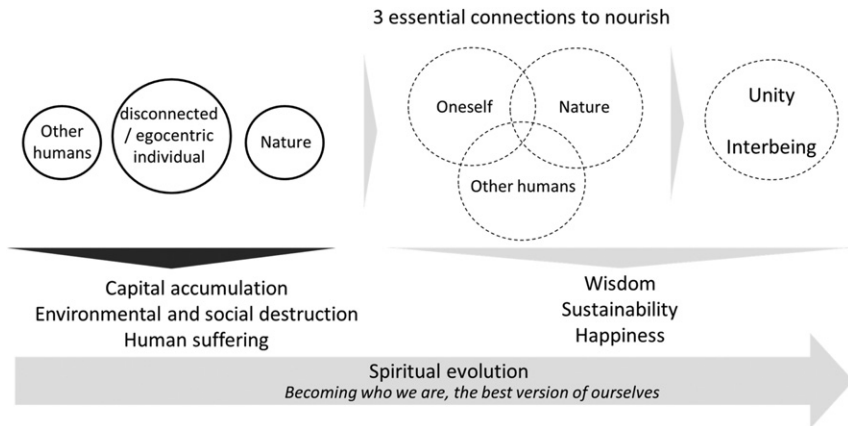 3 essential connections to nourish
Other
humans
disconnected
/ egocentric
individual
Nature
Oneself
Nature
Other humans
Unity
Interbeing
Capital accumulation
Environmental and social destruction
Human suffering
Wisdom
Sustainability
Happiness
Spiritual evolution
Becoming who we are, the best version of ourselves